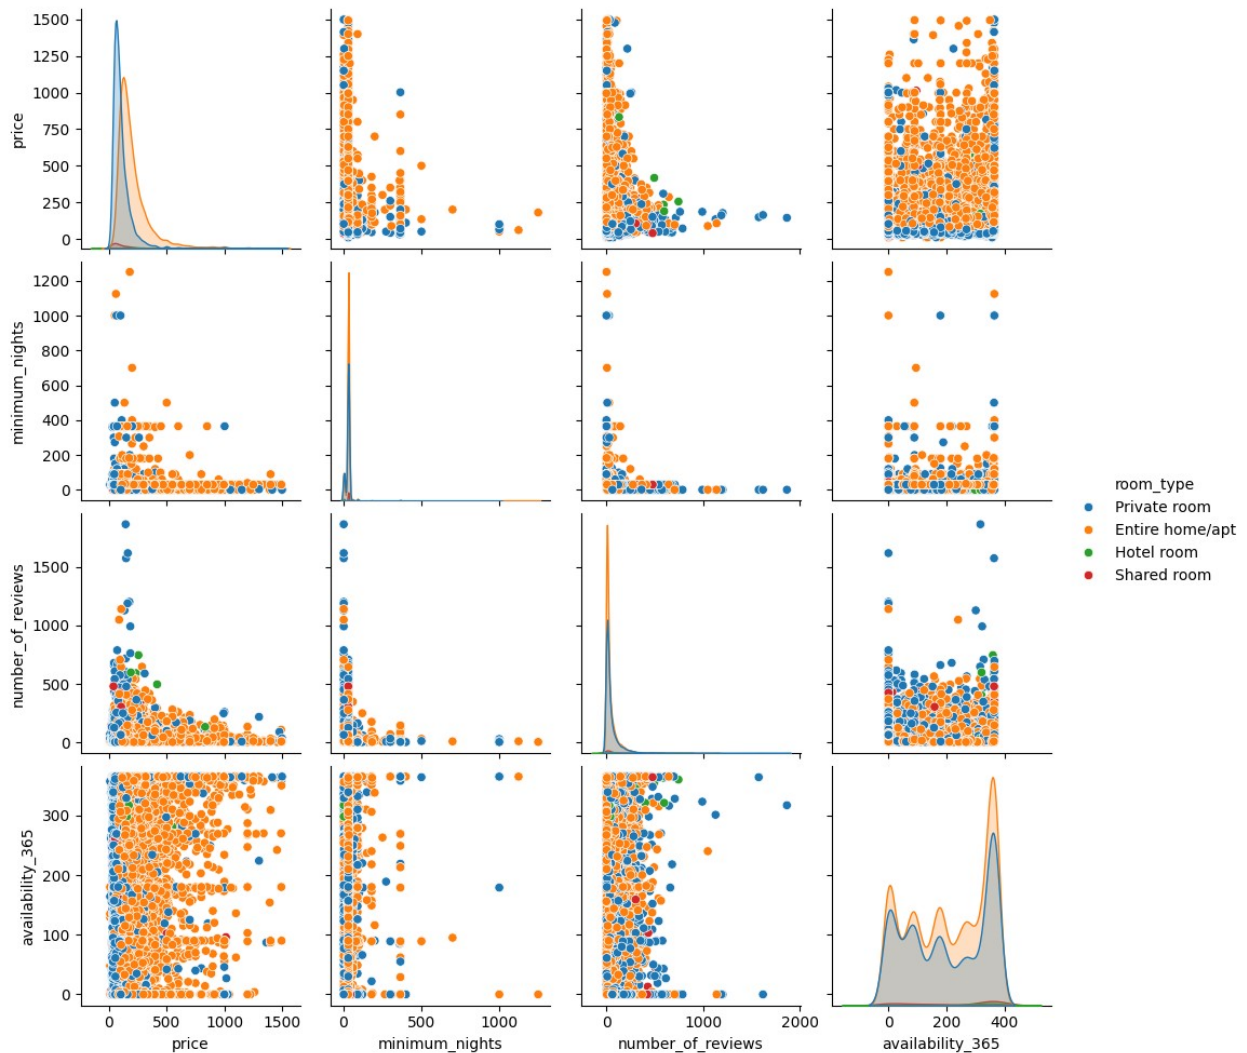 1500
1250
1000
750
500
250
0
price
1200
1000
800
600
400
200
0
minimum_nights
room_type
Private room
Entire home/apt
Hotel room
Shared room
1500
1000
500
0
number_of_reviews
300
200
100
0
availability_365
0 500 1000 1500
price
0 1000
minimum_nights
0 1000 2000
number_of_reviews
0 200 400
availability_365